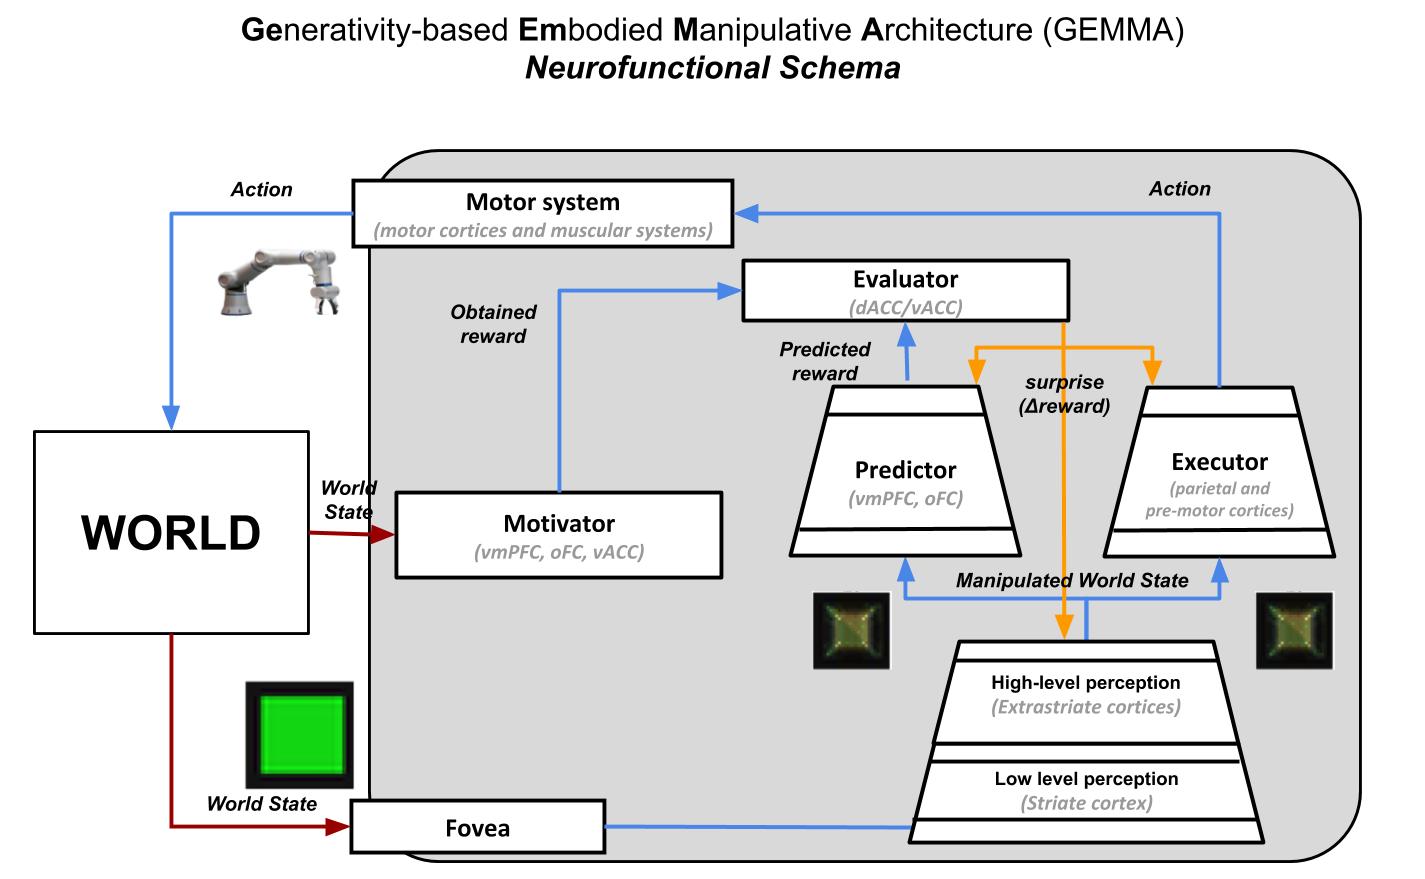 Generativity-based Embodied Manipulative Architecture (GEMMA)
Neurofunctional Schema
Action
Motor system
(motor cortices and muscular systems)
Action
Evaluator
(dACC/vACC)
Obtained
reward
Predicted
reward
surprise
(Δreward)
Predictor
(vmPFC, oFC)
Executor
(parietal and
pre-motor cortices)
WORLD
World
State
Motivator
(vmPFC, oFC, vACC)
Manipulated World State
High-level perception
(Extrastriate cortices)
Low level perception
(Striate cortex)
World State
Fovea